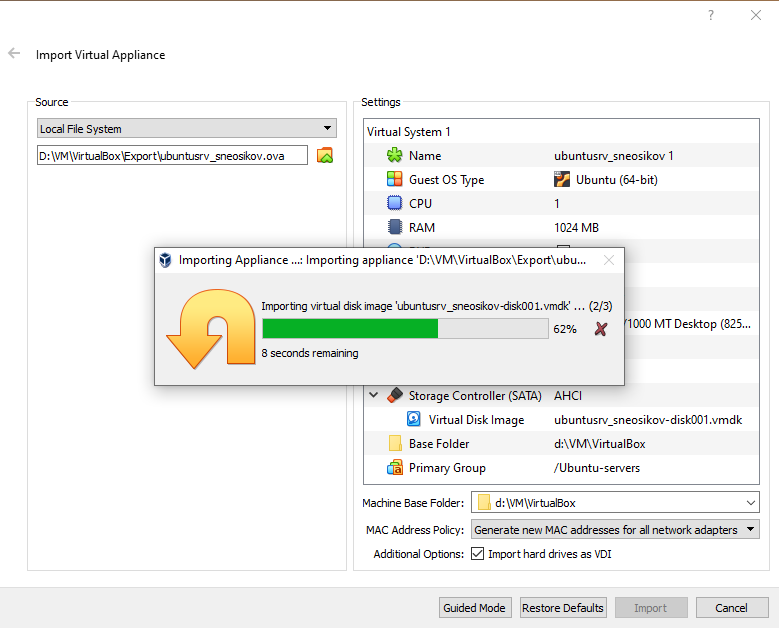 ?
Import Virtual Appliance
Source
Local File System
D:\VM\VirtualBox\Export\ubuntusrv_sneosikov.ova
Settings
Virtual System 1
Name ubuntusrv_sneosikov 1
Guest OS Type Ubuntu (64-bit)
CPU 1
RAM 1024 MB
Importing Appliance ...: Importing appliance 'D:\VM\VirtualBox\Export\ubu...
Importing virtual disk image 'ubuntusrv_sneosikov-disk001.vmdk' ... (2/3)
62%
8 seconds remaining
/1000 MT Desktop (825...
Storage Controller (SATA) AHCI
Virtual Disk Image ubuntusrv_sneosikov-disk001.vmdk
Base Folder d:\VM\VirtualBox
Primary Group /Ubuntu-servers
Machine Base Folder: d:\VM\VirtualBox
MAC Address Policy: Generate new MAC addresses for all network adapters
Additional Options: Import hard drives as VDI
Guided Mode Restore Defaults Import Cancel